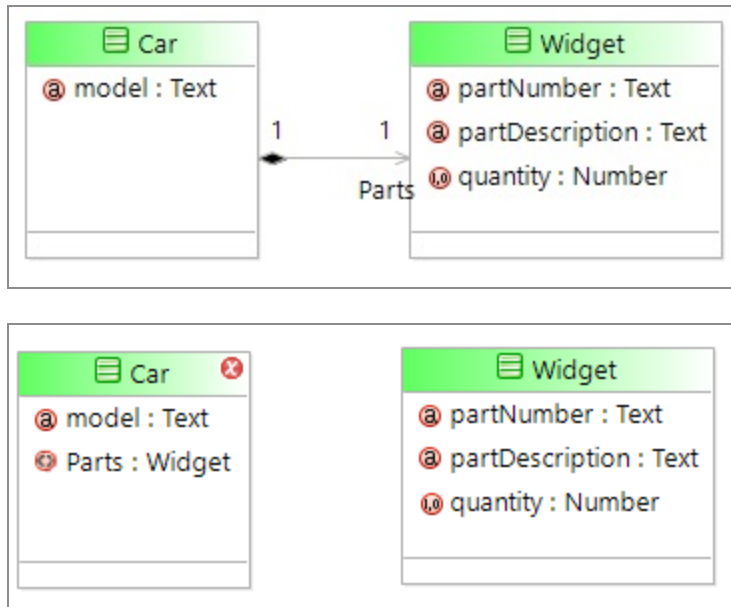 Car
model : Text
1
1
Parts
Widget
partNumber : Text
partDescription : Text
quantity : Number
Car
model : Text
Parts : Widget
Widget
partNumber : Text
partDescription : Text
quantity : Number